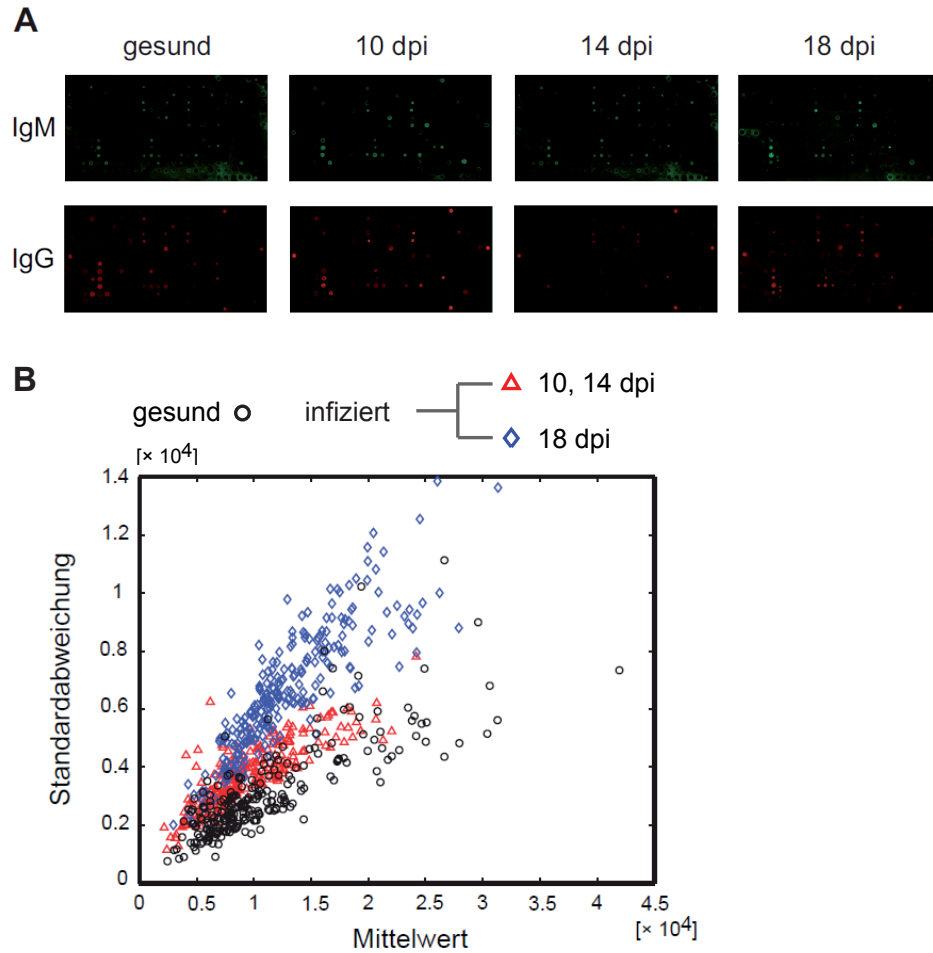 A
gesund 10 dpi 14 dpi 18 dpi
IgM
IgG
B
10, 14 dpi
gesund infiziert
18 dpi
[× 10⁴]
1.4
1.2
1
0.8
0.6
0.4
0.2
0
Standardabweichung
0 0.5 1 1.5 2 2.5 3 3.5 4 4.5
[× 10⁴]
Mittelwert